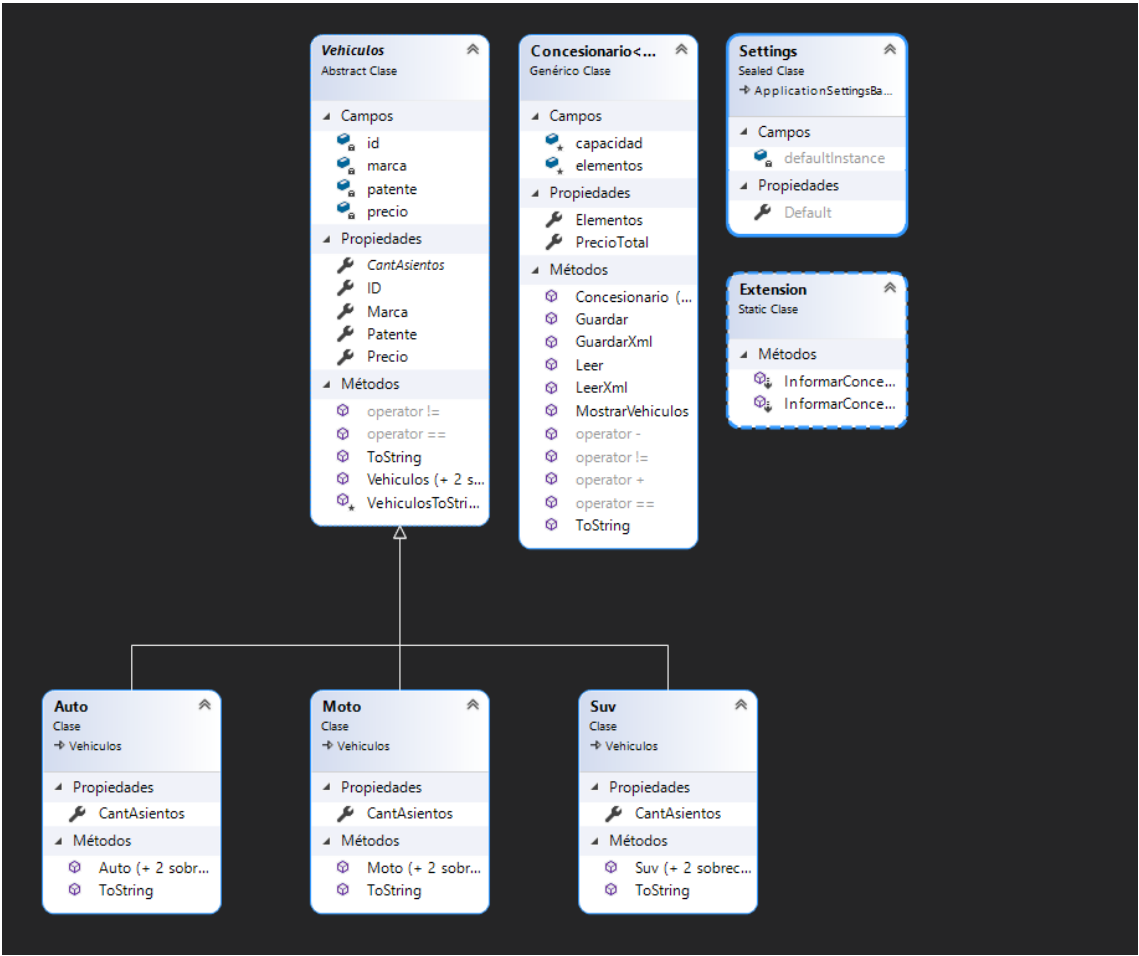 Vehiculos
Abstract Clase
Campos
id
marca
patente
precio
Propiedades
CantAsientos
ID
Marca
Patente
Precio
Métodos
operator !=
operator ==
ToString
Vehiculos (+ 2 s...
VehiculosToStri...
Concesionario<...
Genérico Clase
Campos
capacidad
elementos
Propiedades
Elementos
PrecioTotal
Métodos
Concesionario (...
Guardar
GuardarXml
Leer
LeerXml
MostrarVehiculos
operator -
operator !=
operator +
operator ==
ToString
Settings
Sealed Clase
ApplicationSettingsBa...
Campos
defaultInstance
Propiedades
Default
Extension
Static Clase
Métodos
InformarConce...
InformarConce...
Auto
Clase
Vehiculos
Propiedades
CantAsientos
Métodos
Auto (+ 2 sobr...
ToString
Moto
Clase
Vehiculos
Propiedades
CantAsientos
Métodos
Moto (+ 2 sobr...
ToString
Suv
Clase
Vehiculos
Propiedades
CantAsientos
Métodos
Suv (+ 2 sobrec...
ToString